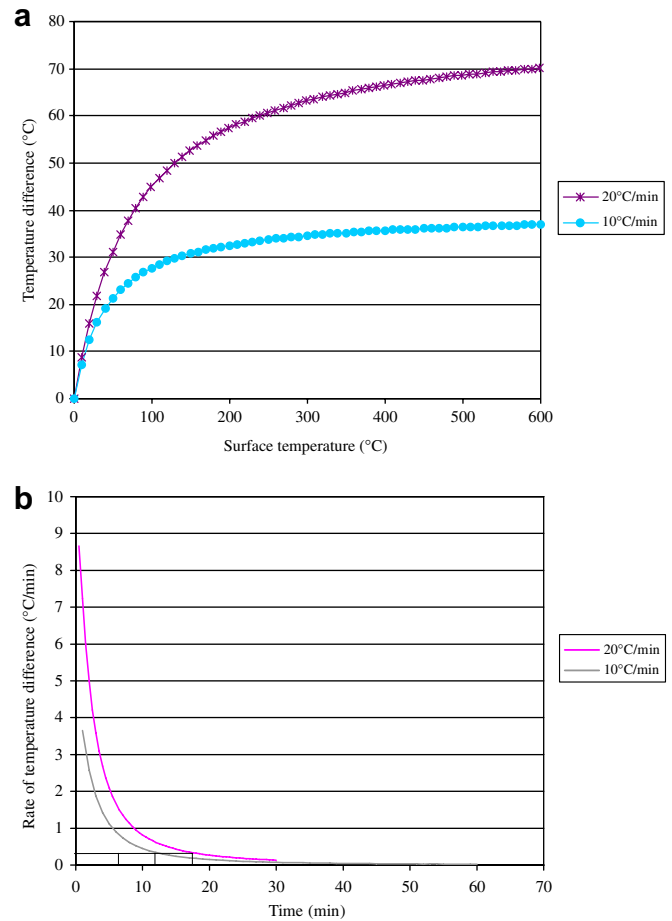 a
80
70
60
50
40
30
20
10
0
Temperature difference (°C)
0 100 200 300 400 500 600
Surface temperature (°C)
20°C/min
10°C/min
b
10
9
8
7
6
5
4
3
2
1
0
Rate of temperature difference (°C/min)
0 10 20 30 40 50 60 70
Time (min)
20°C/min
10°C/min